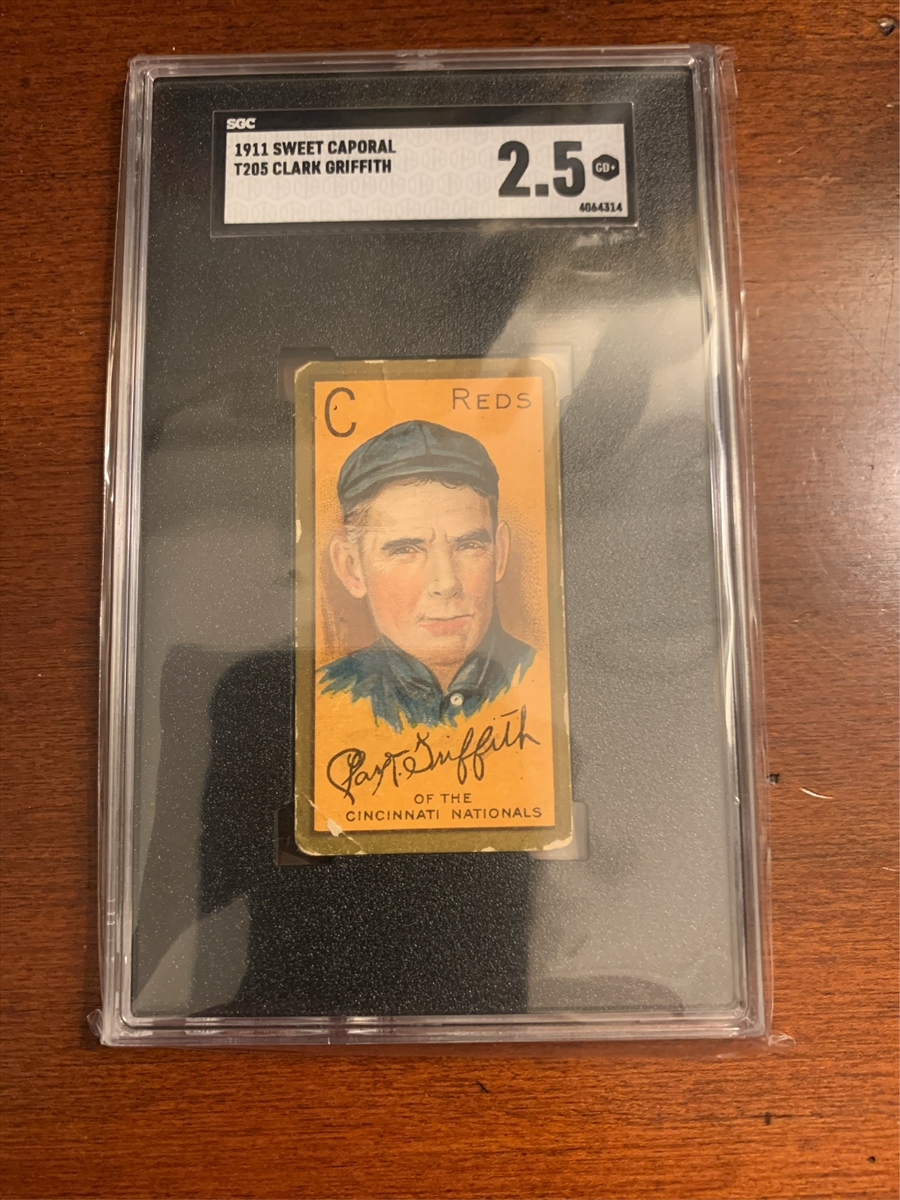 SGC
1911 SWEET CAPORAL
T205 CLARK GRIFFITH
2.5 GD+
4064314
C REDS
Clark Griffith
OF THE
CINCINNATI NATIONALS